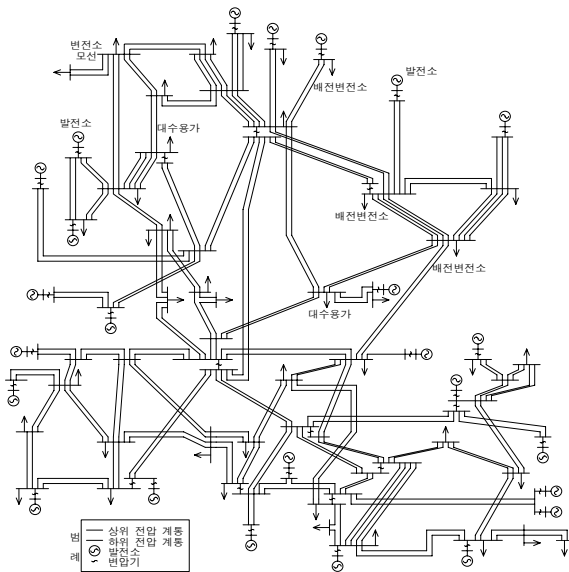 변전소
모선
배전변전소
발전소
발전소
대수용가
배전변전소
배전변전소
대수용가
범
례
상위 전압 계통
하위 전압 계통
발전소
변압기